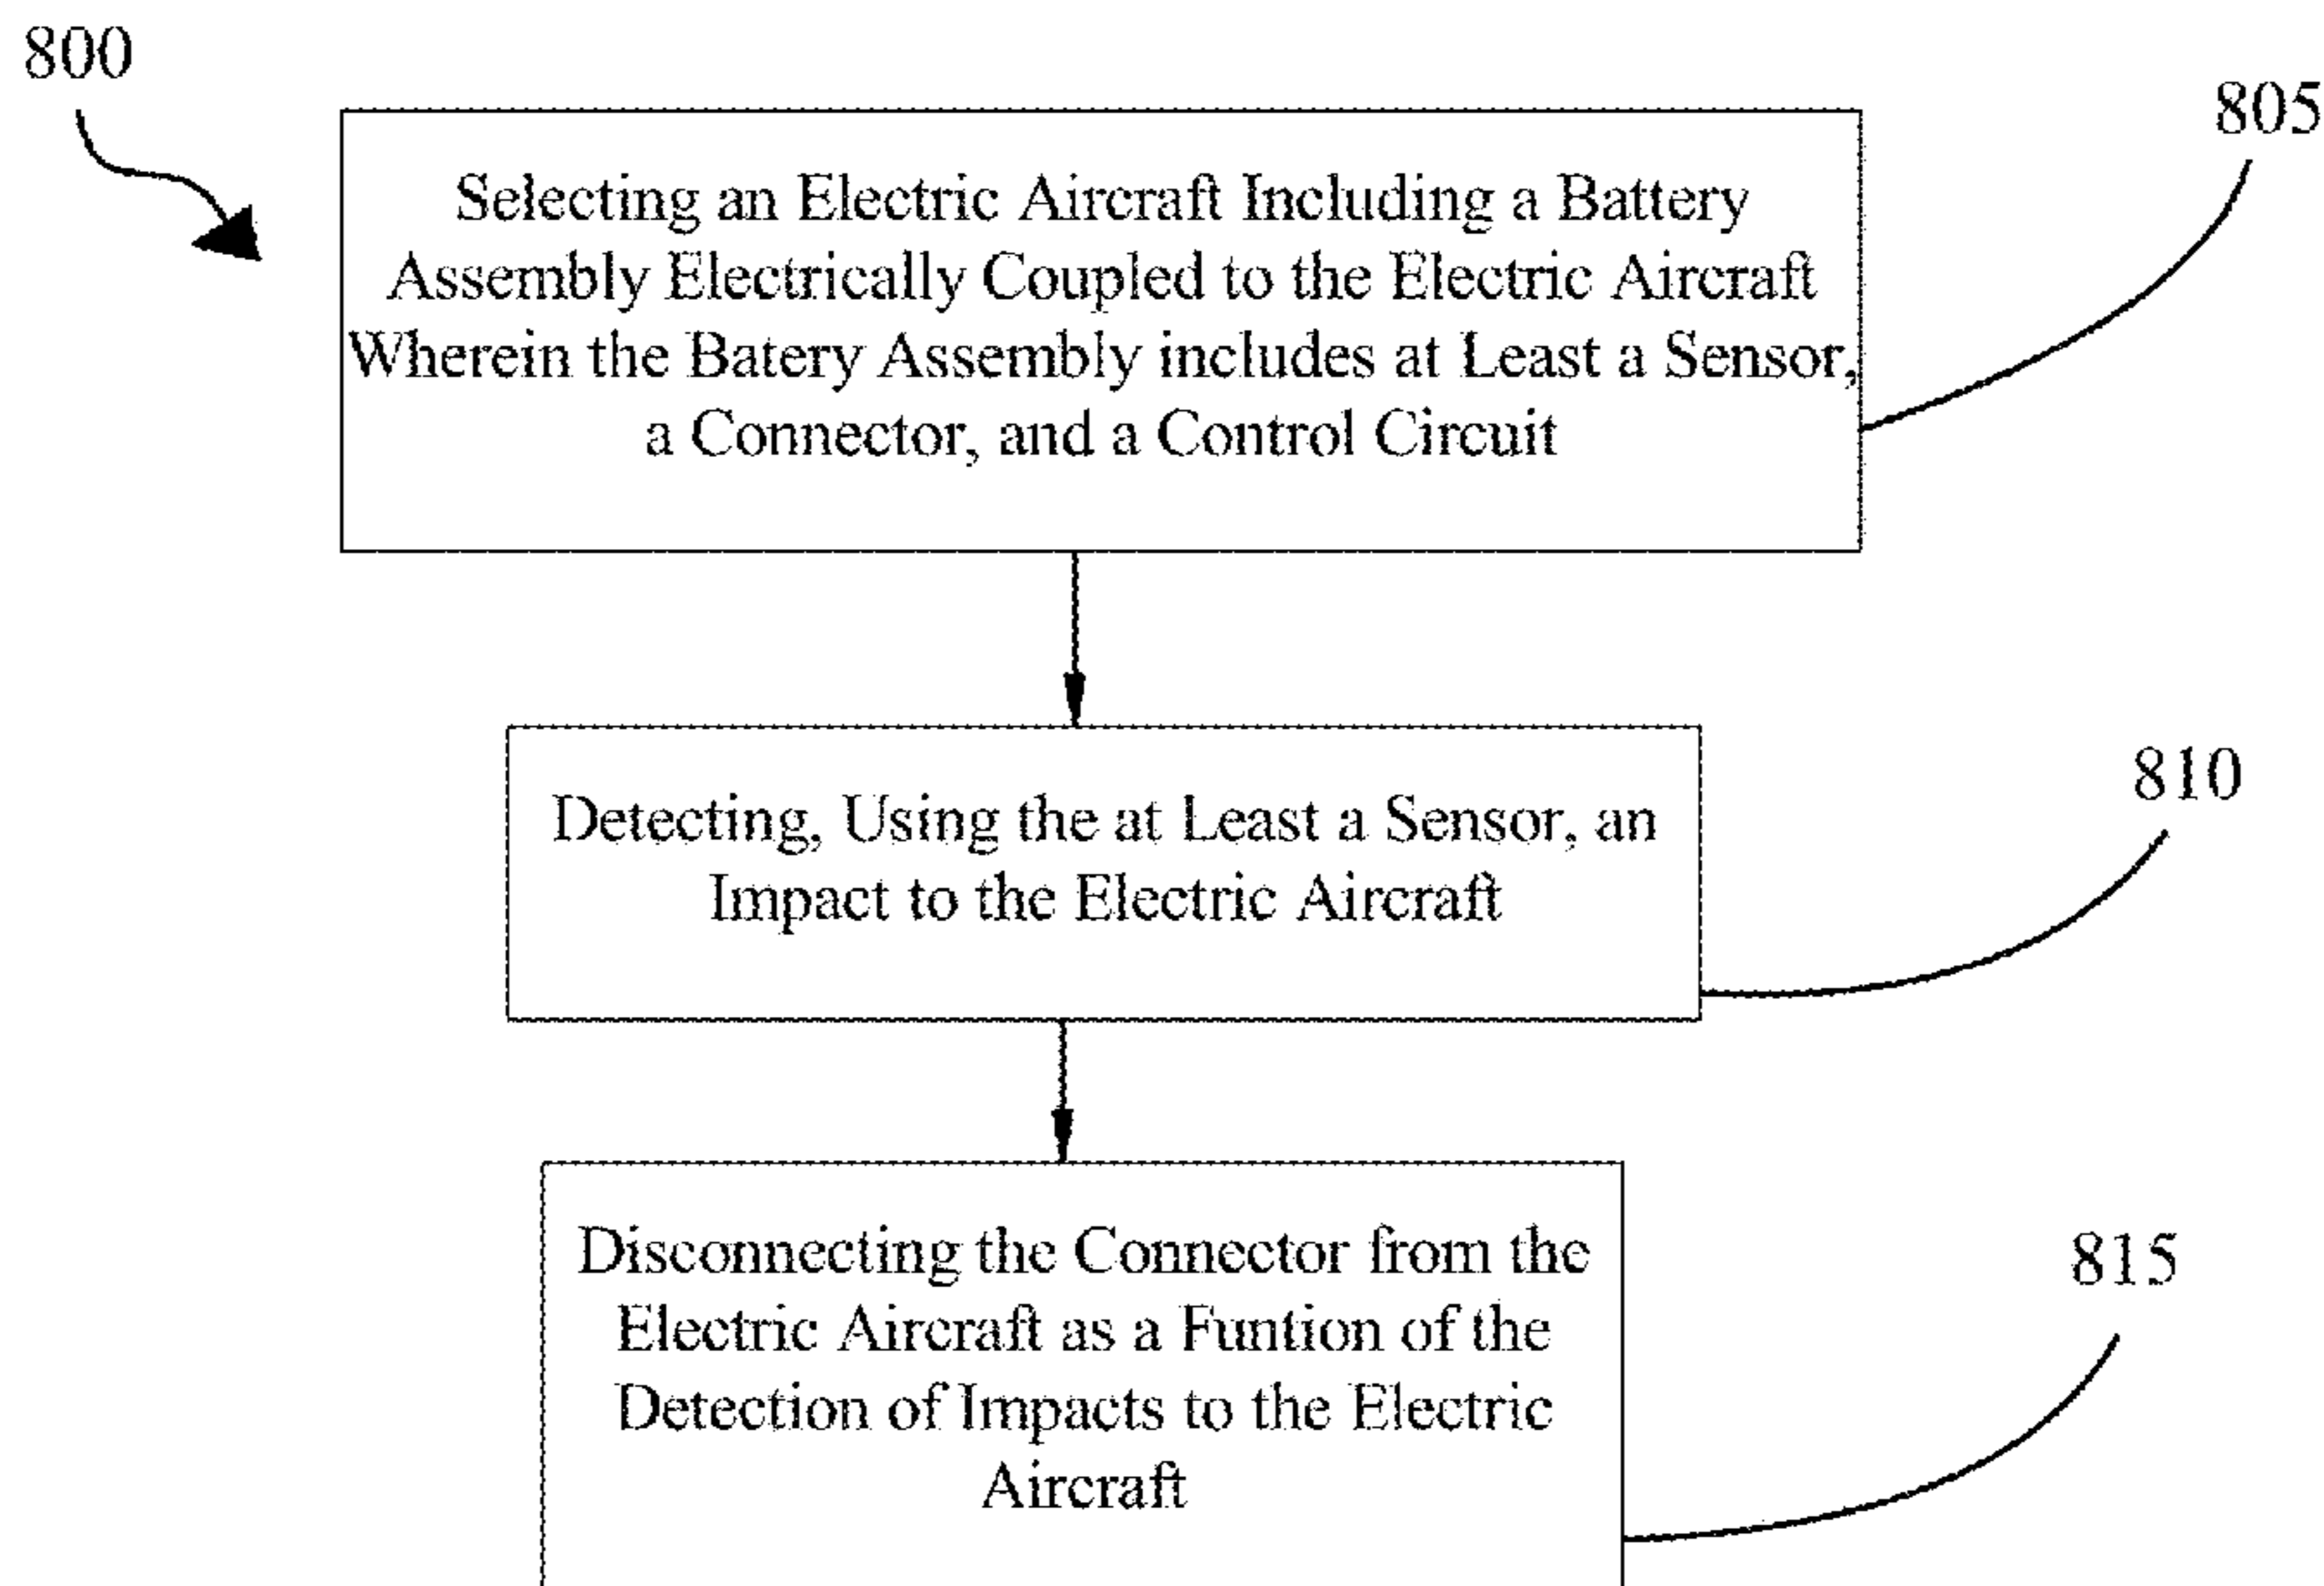 800
805
Selecting an Electric Aircraft Including a Battery
Assembly Electrically Coupled to the Electric Aircraft
Wherein the Batery Assembly includes at Least a Sensor,
a Connector, and a Control Circuit
810
Detecting, Using the at Least a Sensor, an
Impact to the Electric Aircraft
815
Disconnecting the Connector from the
Electric Aircraft as a Funtion of the
Detection of Impacts to the Electric
Aircraft